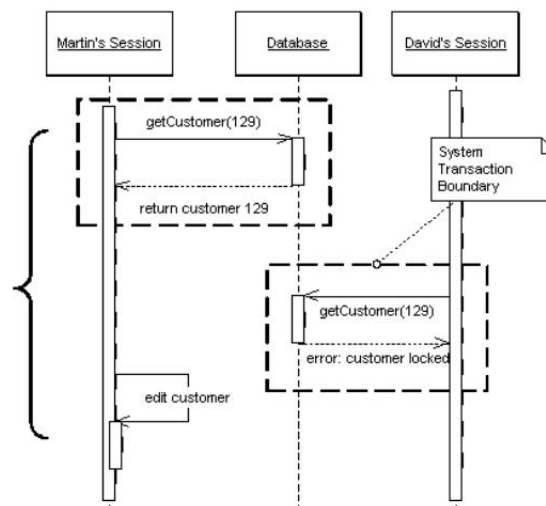 Martin's Session
Database
David's Session
getCustomer(129)
System
Transaction
Boundary
return customer 129
getCustomer(129)
error: customer locked
edit customer